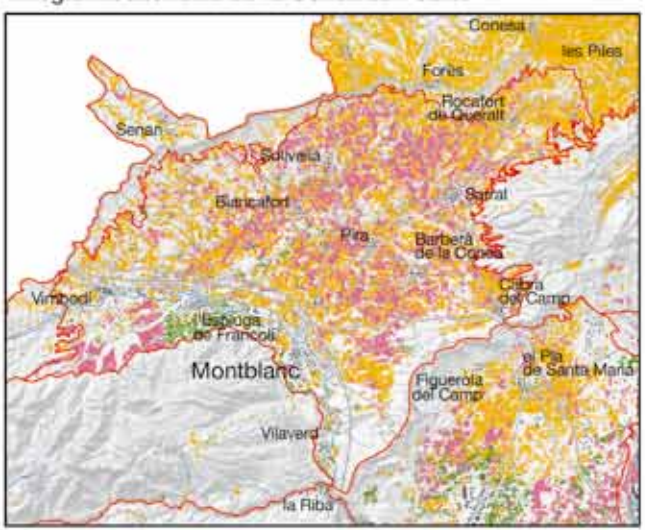 Conesa
les Piles
Forès
Rocafort
de Queralt
Senan
Solivella
Sarral
Blancafort
Pira
Barberà
de la Conca
Cabra
del Camp
Vimbodí
l'Espluga
de Francolí
Montblanc
el Pla
de Santa Maria
Figuerola
del Camp
Vilaverd
la Riba